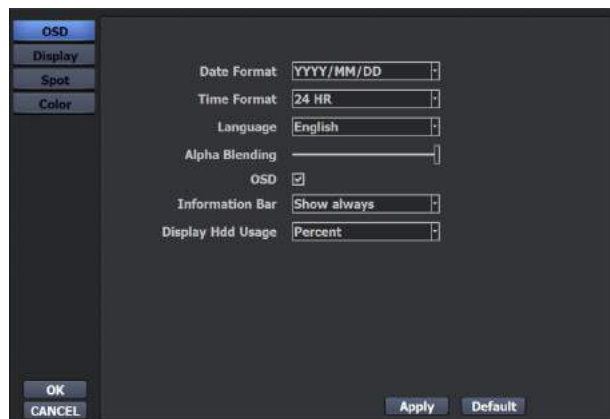 OSD
Display
Spot
Color
Date Format YYYY/MM/DD
Time Format 24 HR
Language English
Alpha Blending
OSD
Information Bar Show always
Display Hdd Usage Percent
OK
CANCEL
Apply Default